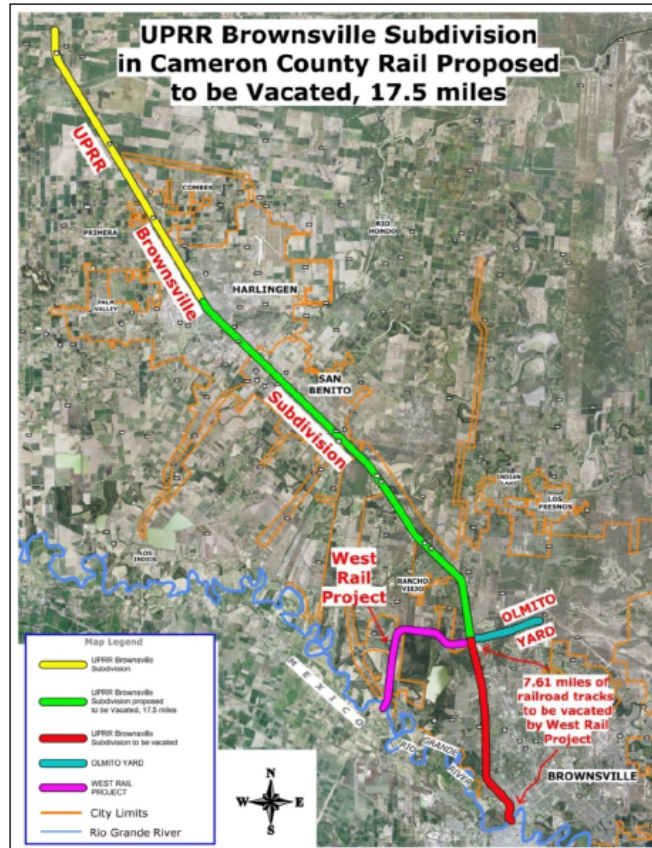 UPRR Brownsville Subdivision
in Cameron County Rail Proposed
to be Vacated, 17.5 miles
UPRR
COMBES
PRIMERA
RIO
HONDO
Brownsville
HARLINGEN
PALM
VALLEY
SAN
BENITO
Subdivision
INDIAN
LAKE
LOS
FRESNOS
LOS
INDIOS
West
Rail
Project
RANCHO
VIEJO
OLMITO
YARD
7.61 miles of
railroad tracks
to be vacated
by West Rail
Project
MEXICO
RIO GRANDE
RIVER
BROWNSVILLE
Map Legend
UPRR Brownsville
Subdivision
UPRR Brownsville
Subdivision proposed
to be Vacated, 17.5 miles
UPRR Brownsville
Subdivision to be vacated
OLMITO YARD
WEST RAIL
PROJECT
City Limits
Rio Grande River
N
W
E
S